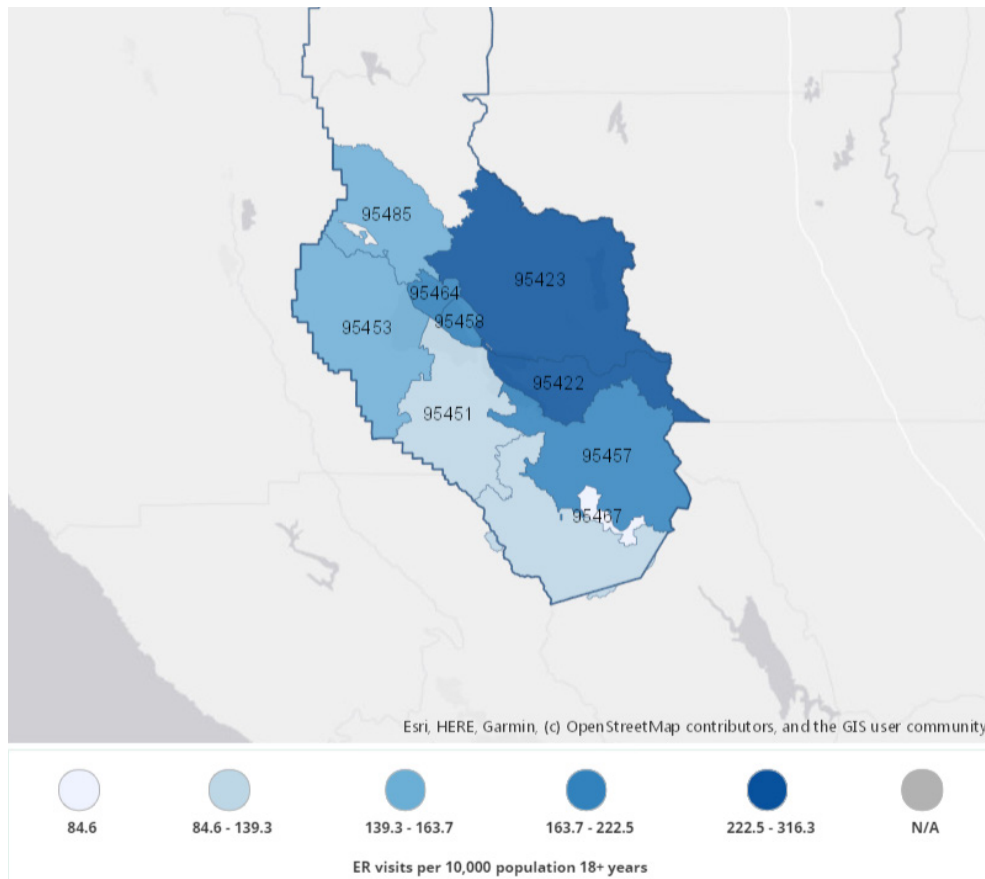 95485
95423
95464
95458
95453
95422
95451
95457
95467
Esri, HERE, Garmin, (c) OpenStreetMap contributors, and the GIS user community
84.6
84.6 - 139.3
139.3 - 163.7
163.7 - 222.5
222.5 - 316.3
N/A
ER visits per 10,000 population 18+ years